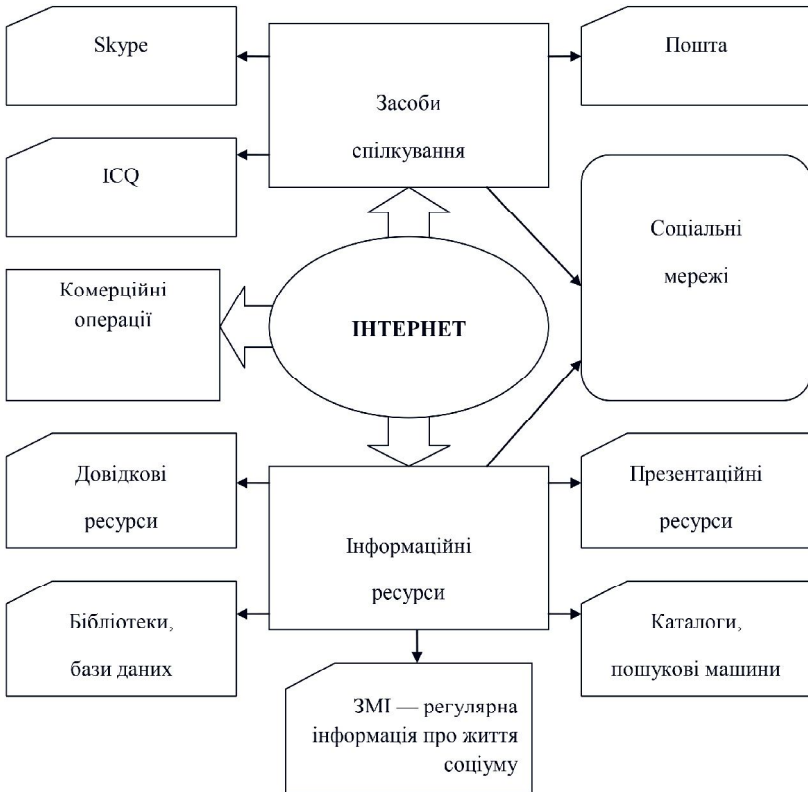 Skype
Засоби
спілкування
Пошта
ICQ
Соціальні
мережі
Комерційні
операції
ІНТЕРНЕТ
Довідкові
ресурси
Інформаційні
ресурси
Презентаційні
ресурси
Бібліотеки,
бази даних
Каталоги,
пошукові машини
ЗМІ — регулярна
інформація про життя
соціуму